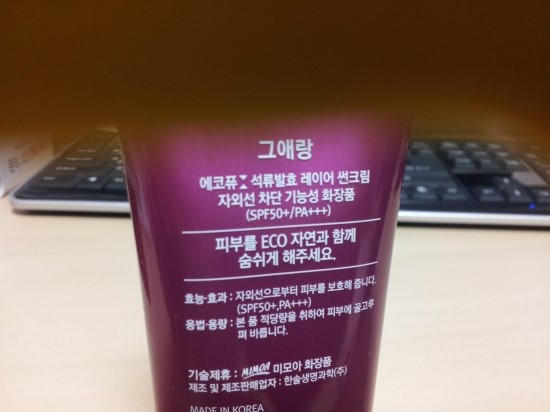 그애랑
에코퓨 석류발효 레이어 썬크림
자외선 차단 기능성 화장품
(SPF50+/PA+++)
피부를 ECO 자연과 함께
숨쉬게 해주세요.
효능·효과 : 자외선으로부터 피부를 보호해 줍니다.
(SPF50+,PA+++)
용법·용량 : 본 품 적당량을 취하여 피부에 골고루
펴 바릅니다.
기술제휴 : MIMOA 미모아 화장품
제조 및 제조판매업자 : 한솔생명과학(주)
MADE IN KOREA